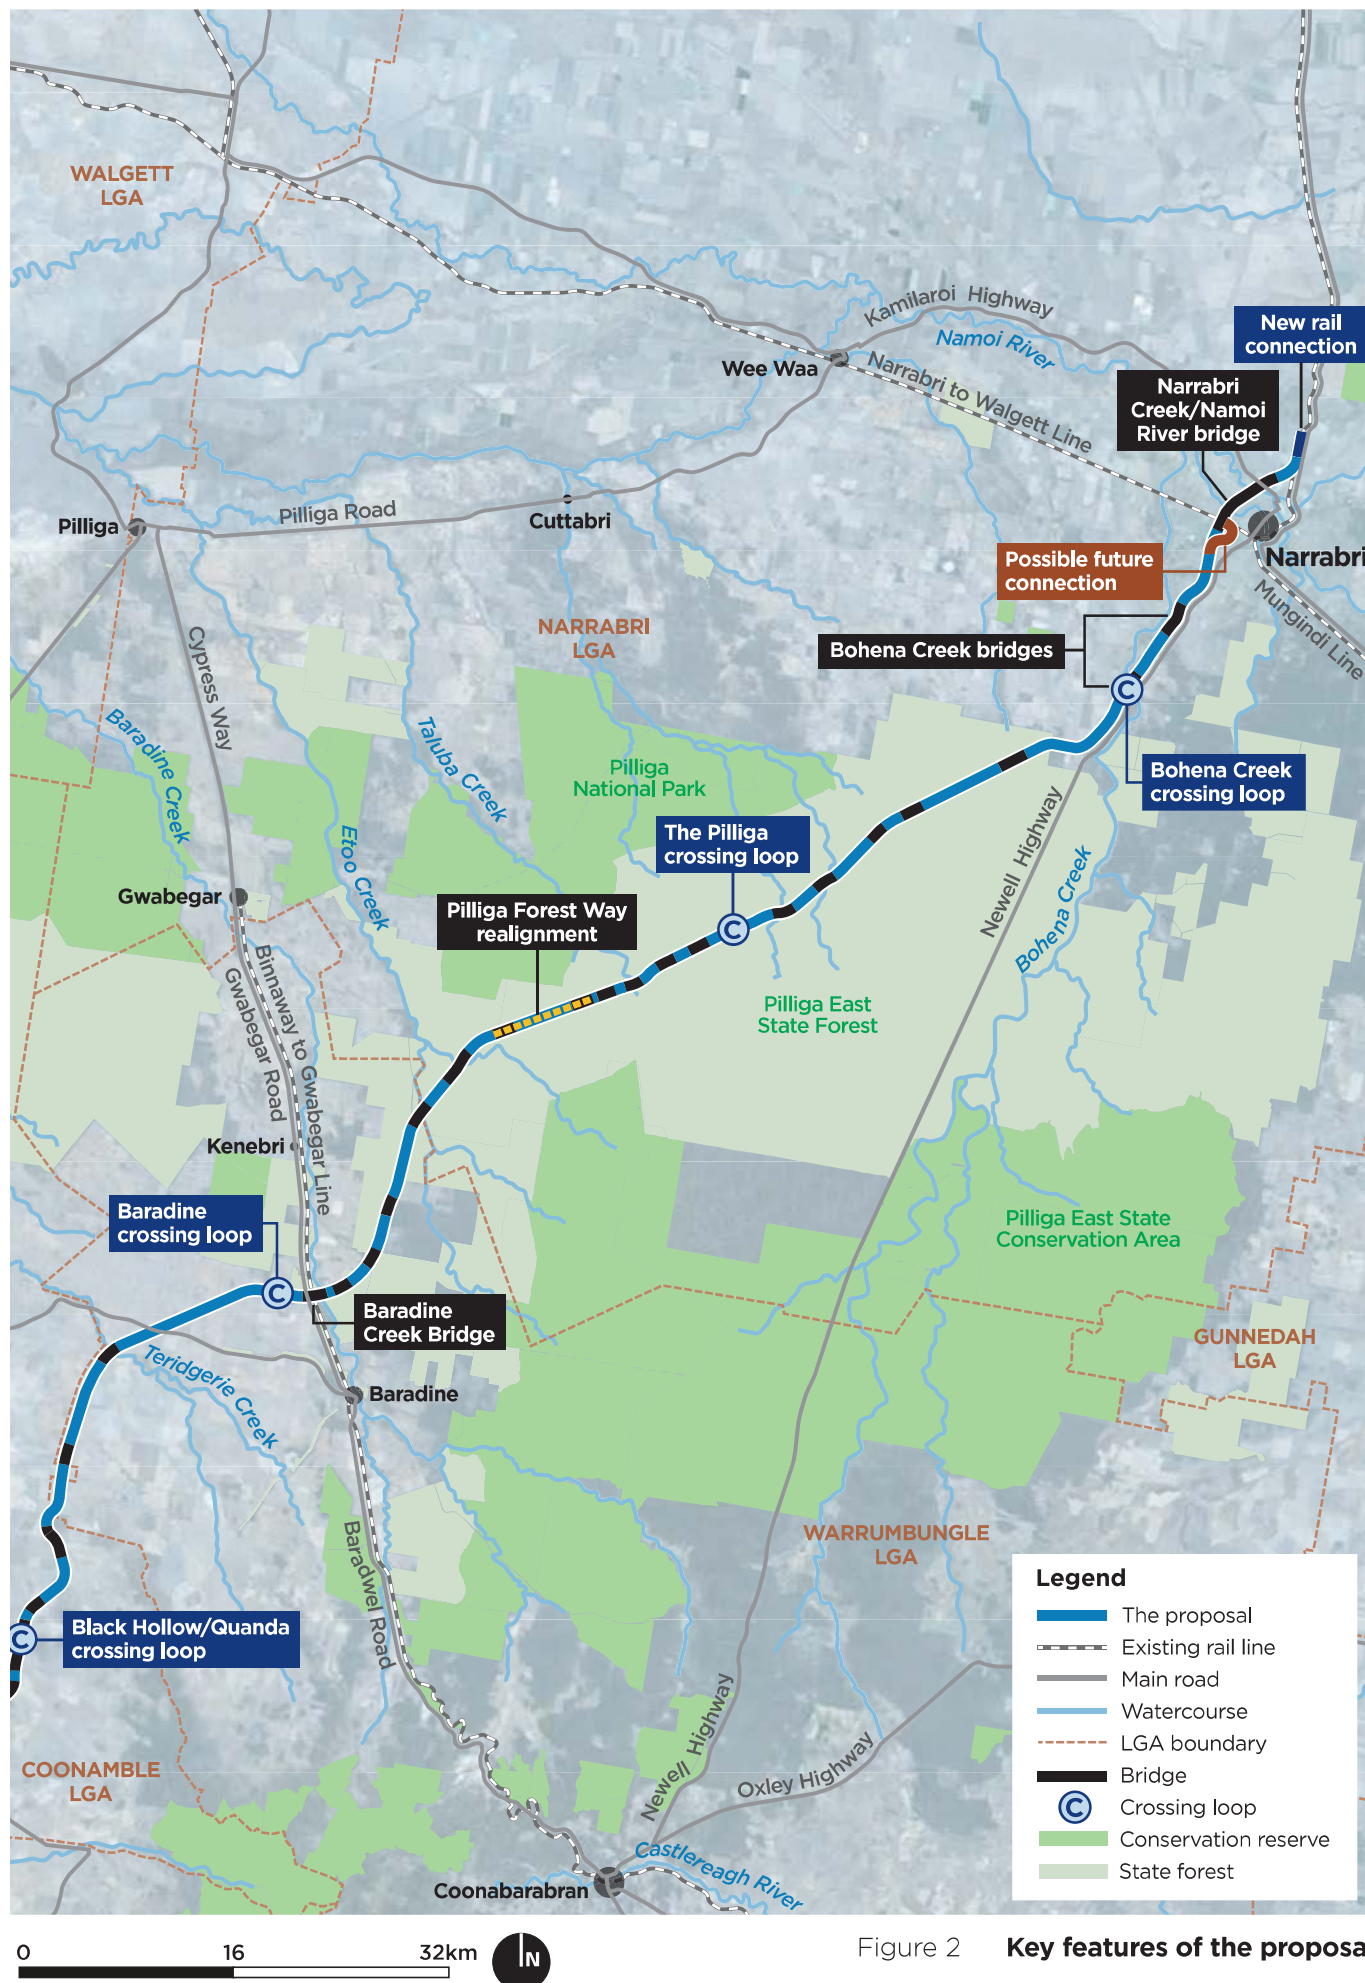 WALGETT
LGA
Kamilaroi Highway
Namoi River
New rail
connection
Wee Waa
Narrabri to Walgett Line
Narrabri
Creek/Namoi
River bridge
Pilliga
Pilliga Road
Cuttabri
Narrabri
Possible future
connection
Mungindi Line
NARRABRI
LGA
Bohena Creek bridges
Cypress Way
Baradine Creek
Taluba Creek
Etoo Creek
Pilliga
National Park
Bohena Creek
crossing loop
The Pilliga
crossing loop
Newell Highway
Bohena Creek
Gwabegar
Pilliga Forest Way
realignment
Binnaway to Gwabegar Line
Gwabegar Road
Pilliga East
State Forest
Kenebri
Baradine
crossing loop
Pilliga East State
Conservation Area
Baradine
Creek Bridge
GUNNEDAH
LGA
Teridgerie Creek
Baradine
Baradwel Road
WARRUMBUNGLE
LGA
Black Hollow/Quanda
crossing loop
COONAMBLE
LGA
Newell Highway
Oxley Highway
Castlereagh River
Coonabarabran
C
C
C
C
Legend
The proposal
Existing rail line
Main road
Watercourse
LGA boundary
Bridge
C Crossing loop
Conservation reserve
State forest
0 16 32km
N
Figure 2 Key features of the proposa